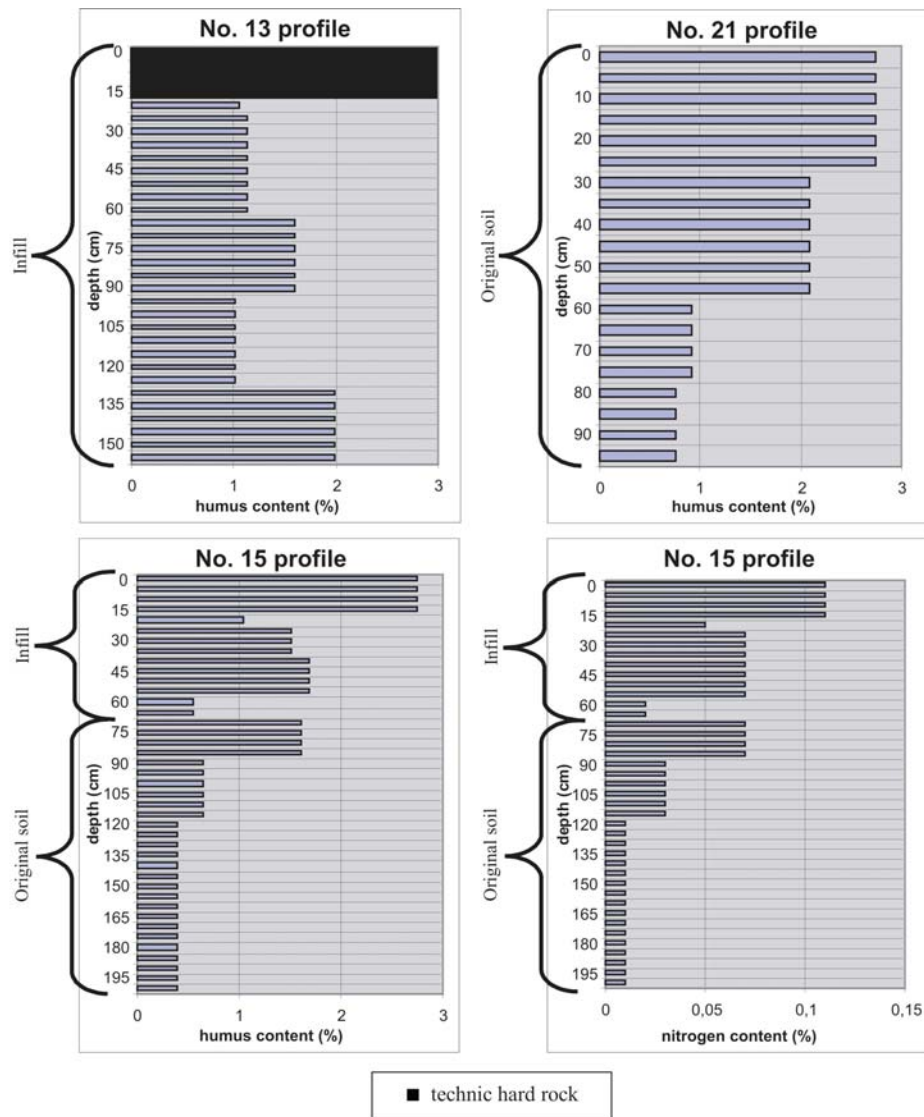 No. 13 profile
0
15
30
45
60
75
90
105
120
135
150
depth (cm)
Infill
0 1 2 3
humus content (%)
No. 21 profile
0
10
20
30
40
50
60
70
80
90
depth (cm)
Original soil
0 1 2 3
humus content (%)
No. 15 profile
0
15
30
45
60
75
90
105
120
135
150
165
180
195
depth (cm)
Infill
Original soil
0 1 2 3
humus content (%)
No. 15 profile
0
15
30
45
60
75
90
105
120
135
150
165
180
195
depth (cm)
Infill
Original soil
0 0,05 0,1 0,15
nitrogen content (%)
technic hard rock